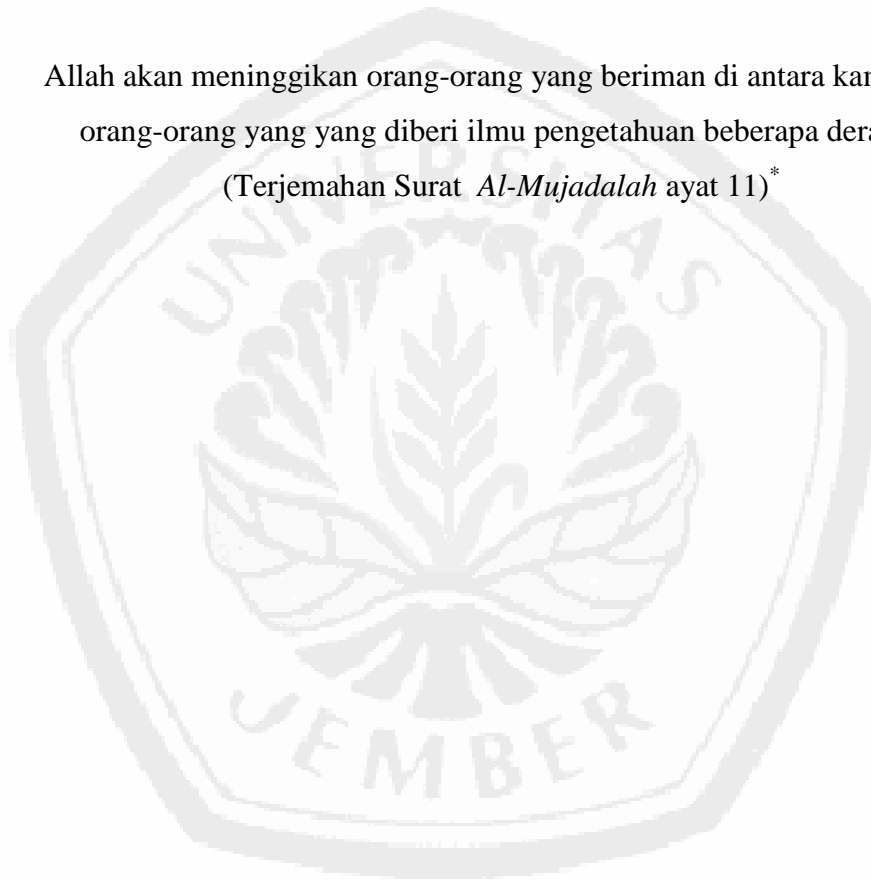 Allah akan meninggikan orang-orang yang beriman di antara
orang-orang yang yang diberi ilmu pengetahuan beberapa
(Terjemahan Surat Al-Mujadalah ayat 11)*
UNIVERSITAS
JEMBER